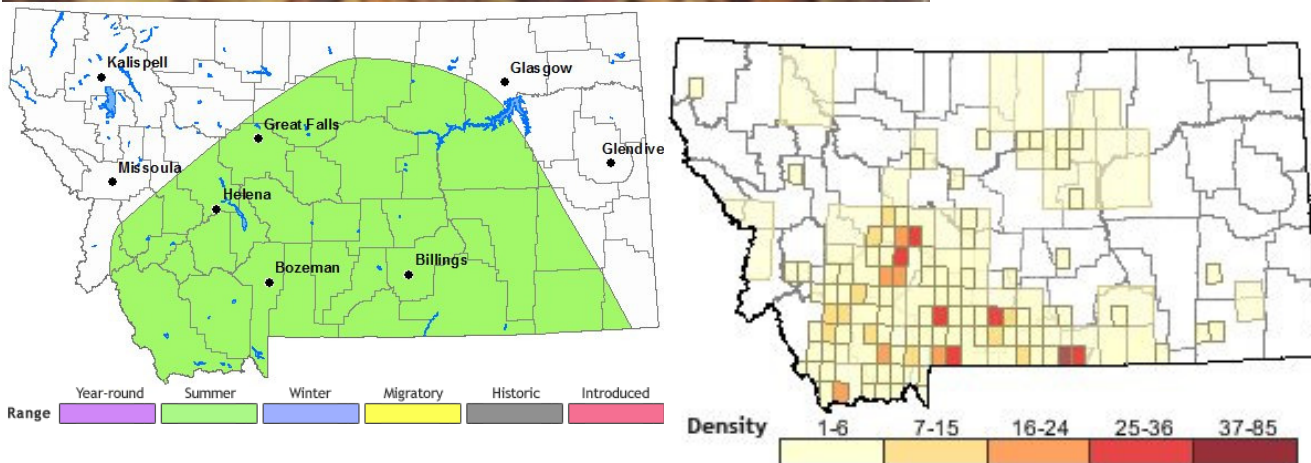 Kalispell
Glasgow
Great Falls
Glendive
Missoula
Helena
Bozeman
Billings
Year-round Summer Winter Migratory Historic Introduced
Range
Density 1-6 7-15 16-24 25-36 37-85